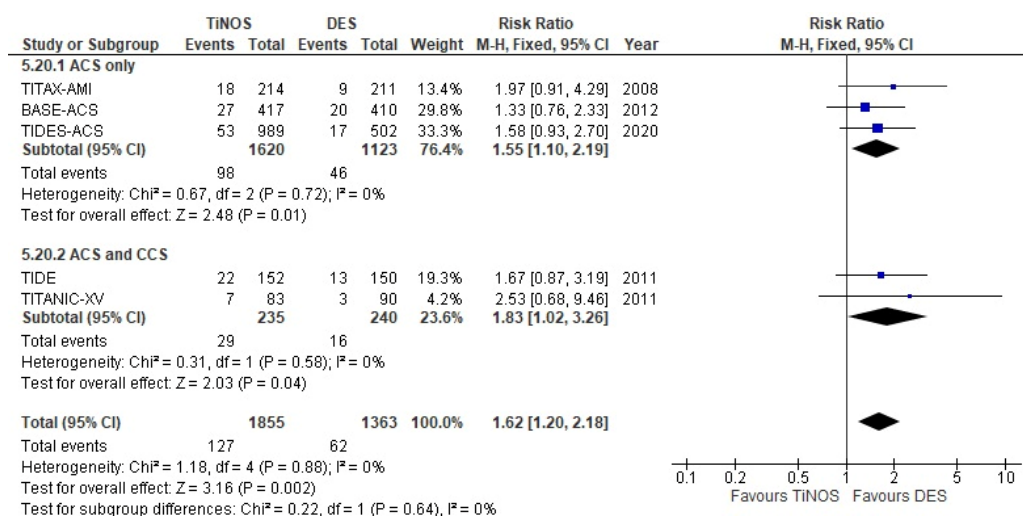 TiNOS DES Risk Ratio Risk Ratio
Study or Subgroup Events Total Events Total Weight M-H, Fixed, 95% CI Year M-H, Fixed, 95% CI
5.20.1 ACS only
TITAX-AMI 18 214 9 211 13.4% 1.97 [0.91, 4.29] 2008
BASE-ACS 27 417 20 410 29.8% 1.33 [0.76, 2.33] 2012
TIDES-ACS 53 989 17 502 33.3% 1.58 [0.93, 2.70] 2020
Subtotal (95% CI) 1620 1123 76.4% 1.55 [1.10, 2.19]
Total events 98 46
Heterogeneity: Chi² = 0.67, df = 2 (P = 0.72); I² = 0%
Test for overall effect: Z = 2.48 (P = 0.01)
5.20.2 ACS and CCS
TIDE 22 152 13 150 19.3% 1.67 [0.87, 3.19] 2011
TITANIC-XV 7 83 3 90 4.2% 2.53 [0.68, 9.46] 2011
Subtotal (95% CI) 235 240 23.6% 1.83 [1.02, 3.26]
Total events 29 16
Heterogeneity: Chi² = 0.31, df = 1 (P = 0.58); I² = 0%
Test for overall effect: Z = 2.03 (P = 0.04)
Total (95% CI) 1855 1363 100.0% 1.62 [1.20, 2.18]
Total events 127 62
Heterogeneity: Chi² = 1.18, df = 4 (P = 0.88); I² = 0%
Test for overall effect: Z = 3.16 (P = 0.002)
Test for subgroup differences: Chi² = 0.22, df = 1 (P = 0.64), I² = 0%
0.1 0.2 0.5 1 2 5 10
Favours TiNOS Favours DES